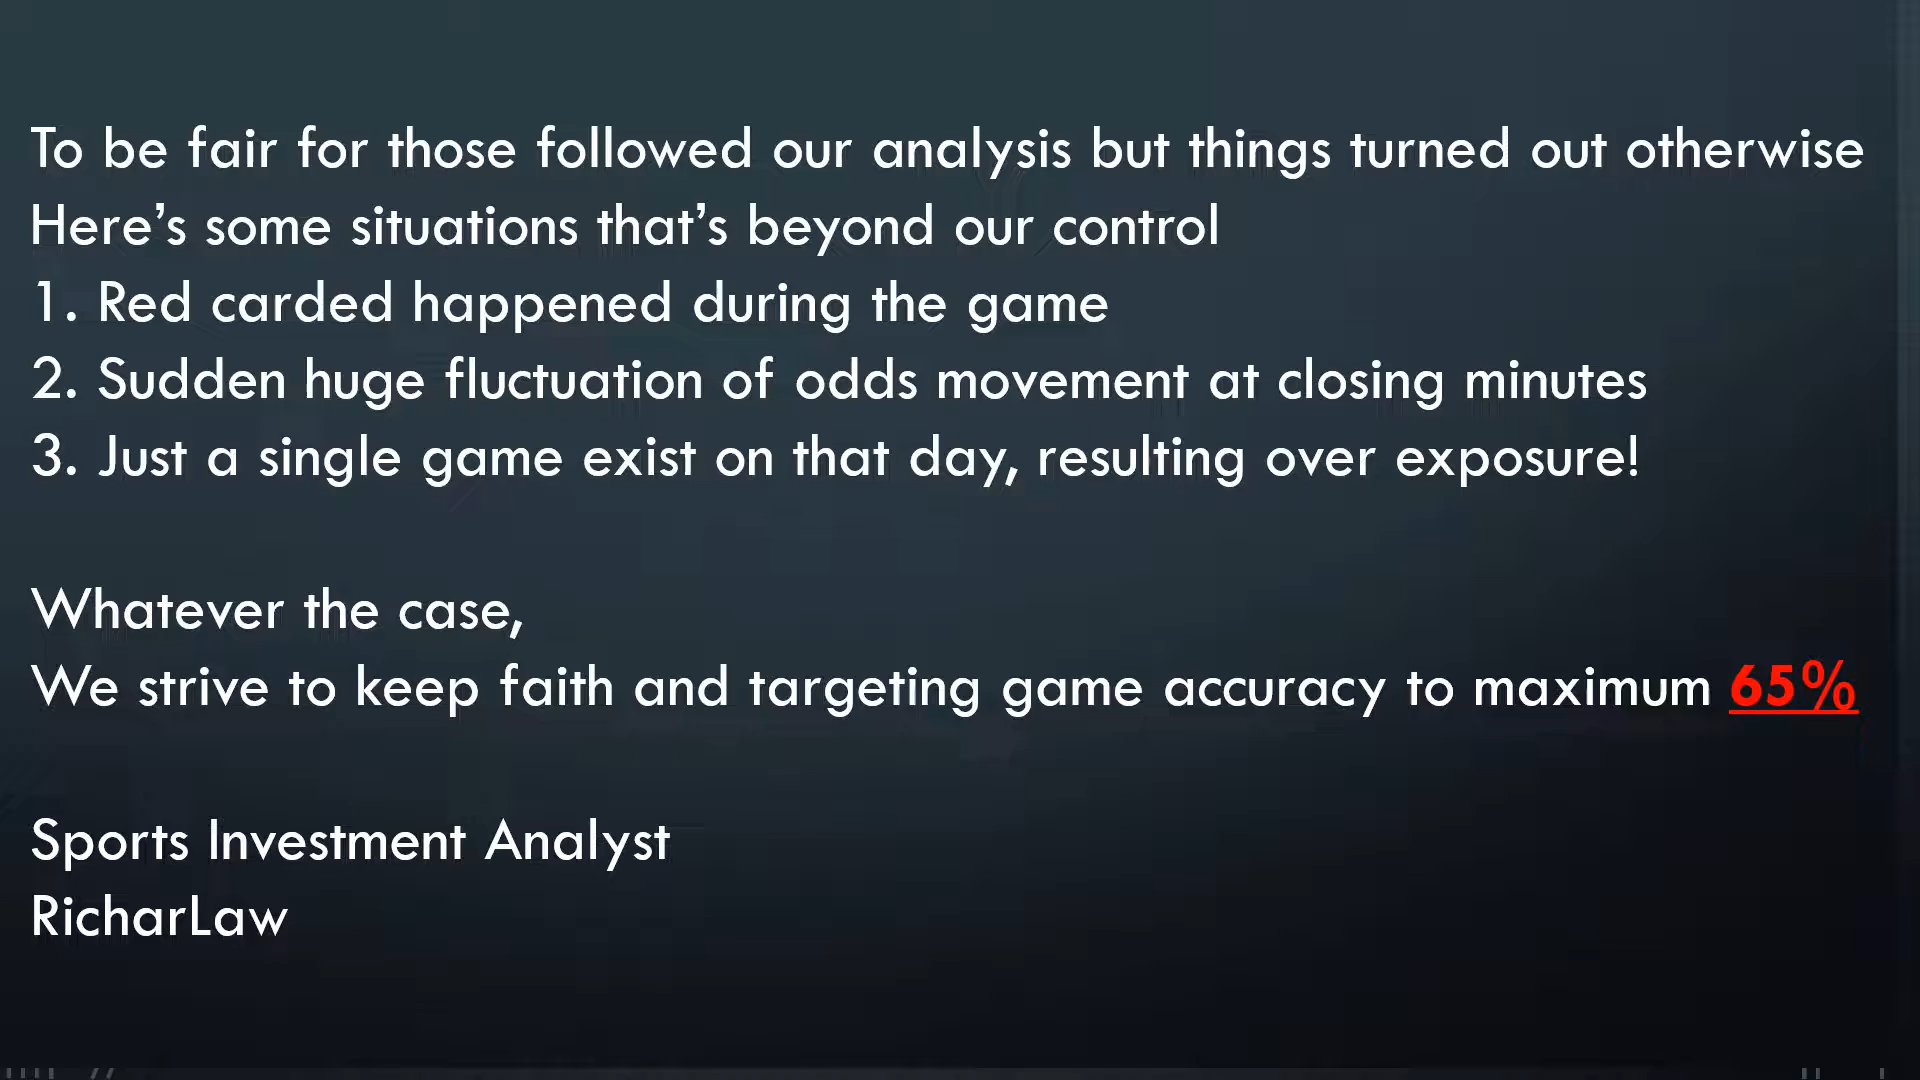 To be fair for those followed our analysis but things turned out otherwise
Here’s some situations that’s beyond our control
1. Red carded happened during the game
2. Sudden huge fluctuation of odds movement at closing minutes
3. Just a single game exist on that day, resulting over exposure!
Whatever the case,
We strive to keep faith and targeting game accuracy to maximum 65%
Sports Investment Analyst
RicharLaw